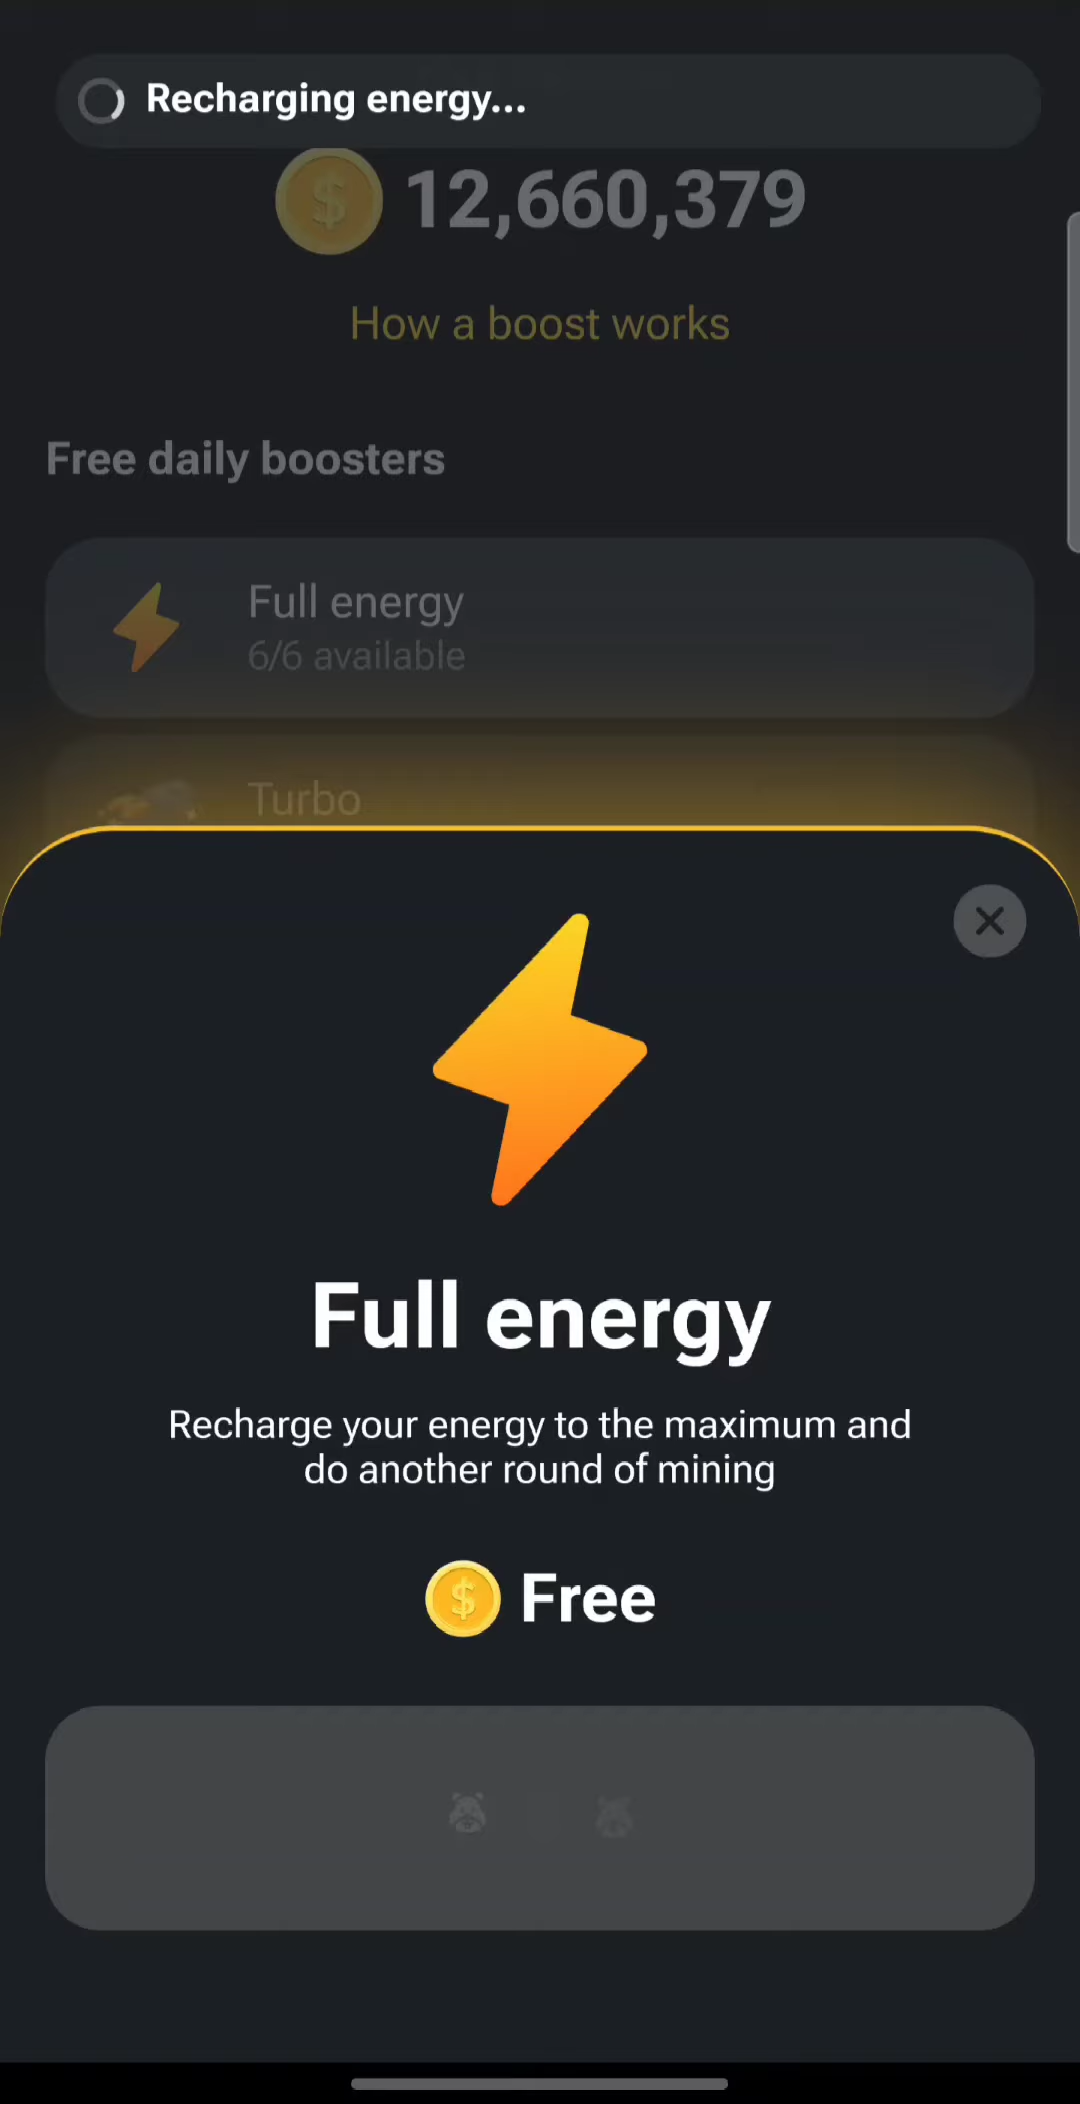 Recharging energy...
12,660,379
How a boost works
Free daily boosters
Full energy
6/6 available
Turbo
Full energy
Recharge your energy to the maximum and
do another round of mining
Free